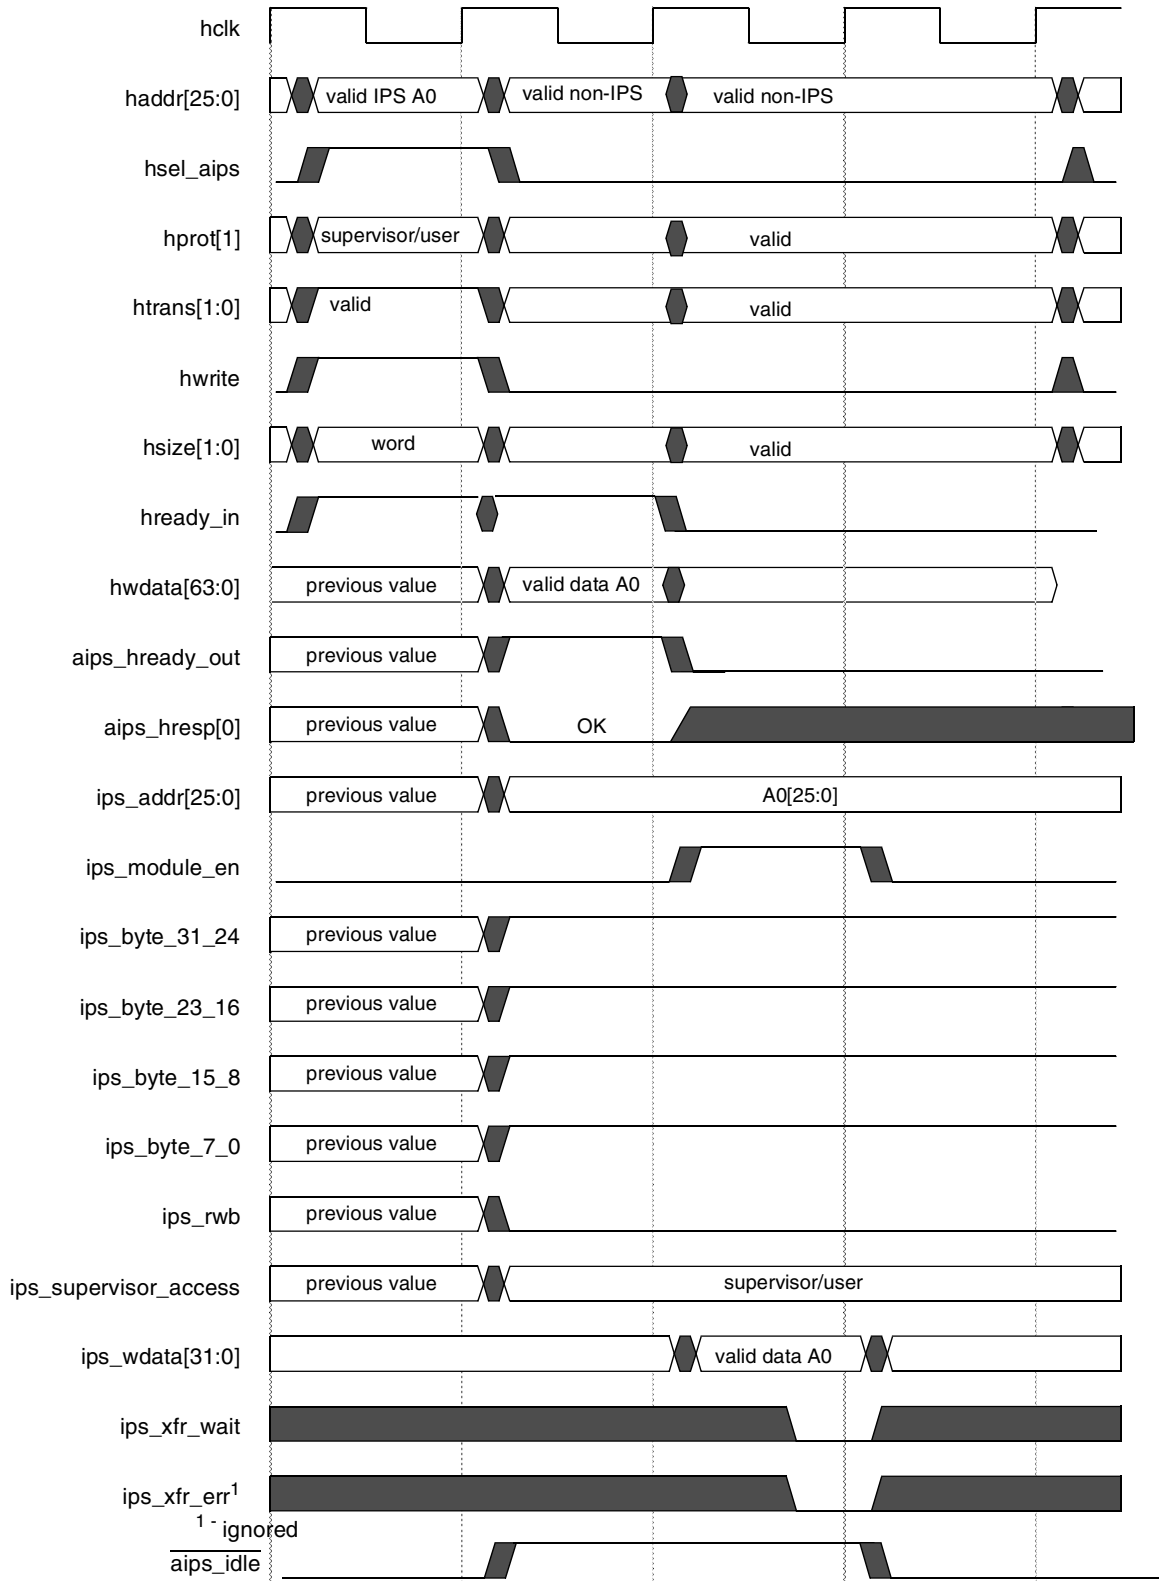 hclk
haddr[25:0] valid IPS A0 valid non-IPS valid non-IPS
hsel_aips
hprot[1] supervisor/user valid
htrans[1:0] valid valid
hwrite
hsize[1:0] word valid
hready_in
hwdata[63:0] previous value valid data A0
aips_hready_out previous value
aips_hresp[0] previous value OK
ips_addr[25:0] previous value A0[25:0]
ips_module_en
ips_byte_31_24 previous value
ips_byte_23_16 previous value
ips_byte_15_8 previous value
ips_byte_7_0 previous value
ips_rwb previous value
ips_supervisor_access previous value supervisor/user
ips_wdata[31:0] valid data A0
ips_xfr_wait
ips_xfr_err1
1 - ignored
aips_idle